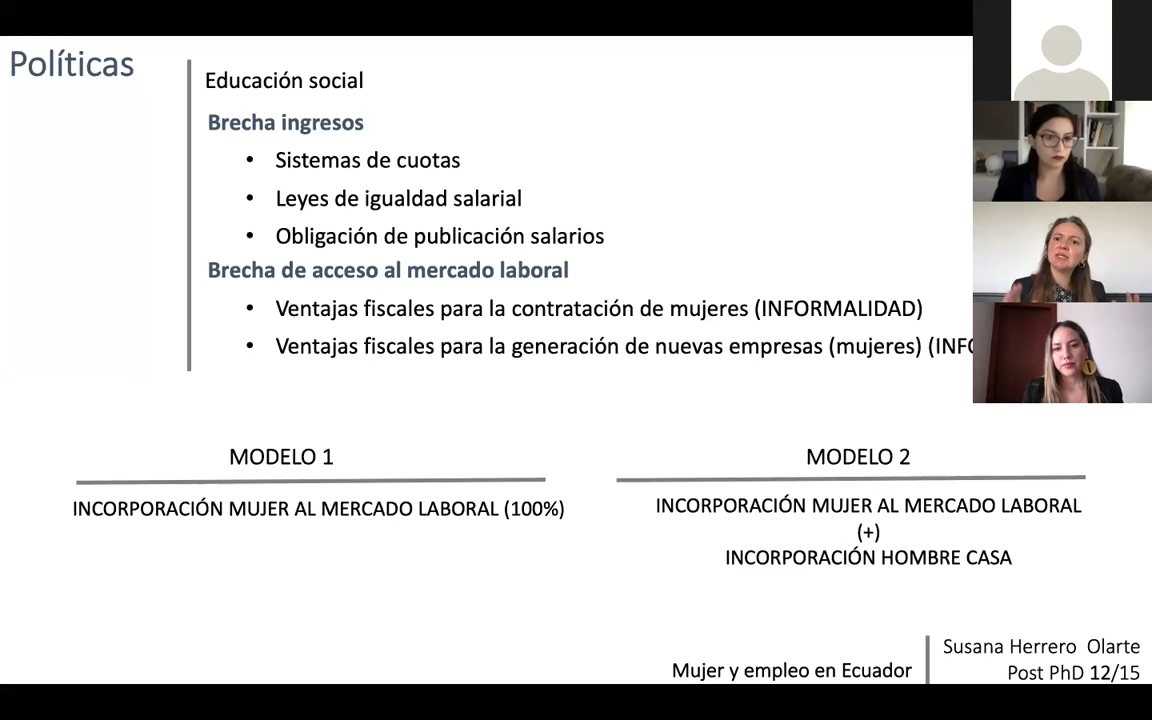 Políticas
Educación social
Brecha ingresos
• Sistemas de cuotas
• Leyes de igualdad salarial
• Obligación de publicación salarios
Brecha de acceso al mercado laboral
• Ventajas fiscales para la contratación de mujeres (INFORMALIDAD)
• Ventajas fiscales para la generación de nuevas empresas (mujeres)
MODELO 1
INCORPORACIÓN MUJER AL MERCADO LABORAL (100%)
MODELO 2
INCORPORACIÓN MUJER AL MERCADO LABORAL
(+)
INCORPORACIÓN HOMBRE CASA
Mujer y empleo en Ecuador
Susana Herrero Olarte
Post PhD 12/15